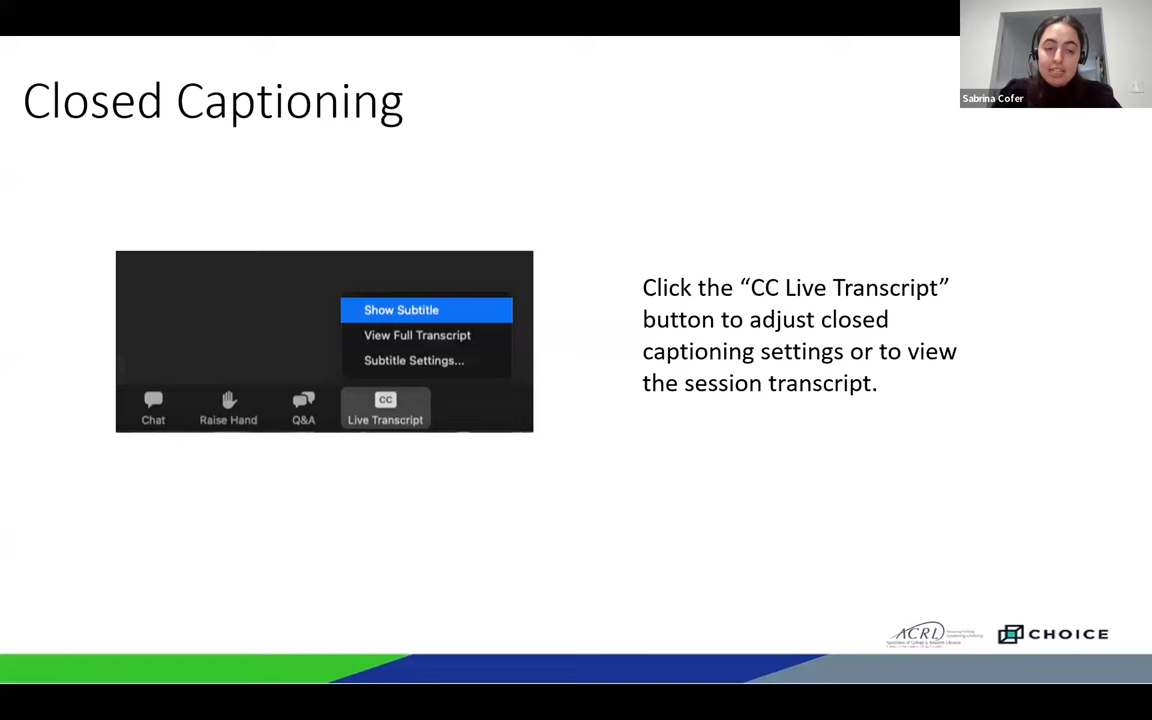 Closed Captioning
Sabrina Cofer
Show Subtitle
View Full Transcript
Subtitle Settings...
Chat
Raise Hand
Q&A
CC
Live Transcript
Click the “CC Live Transcript”
button to adjust closed
captioning settings or to view
the session transcript.
ACRL
CHOICE